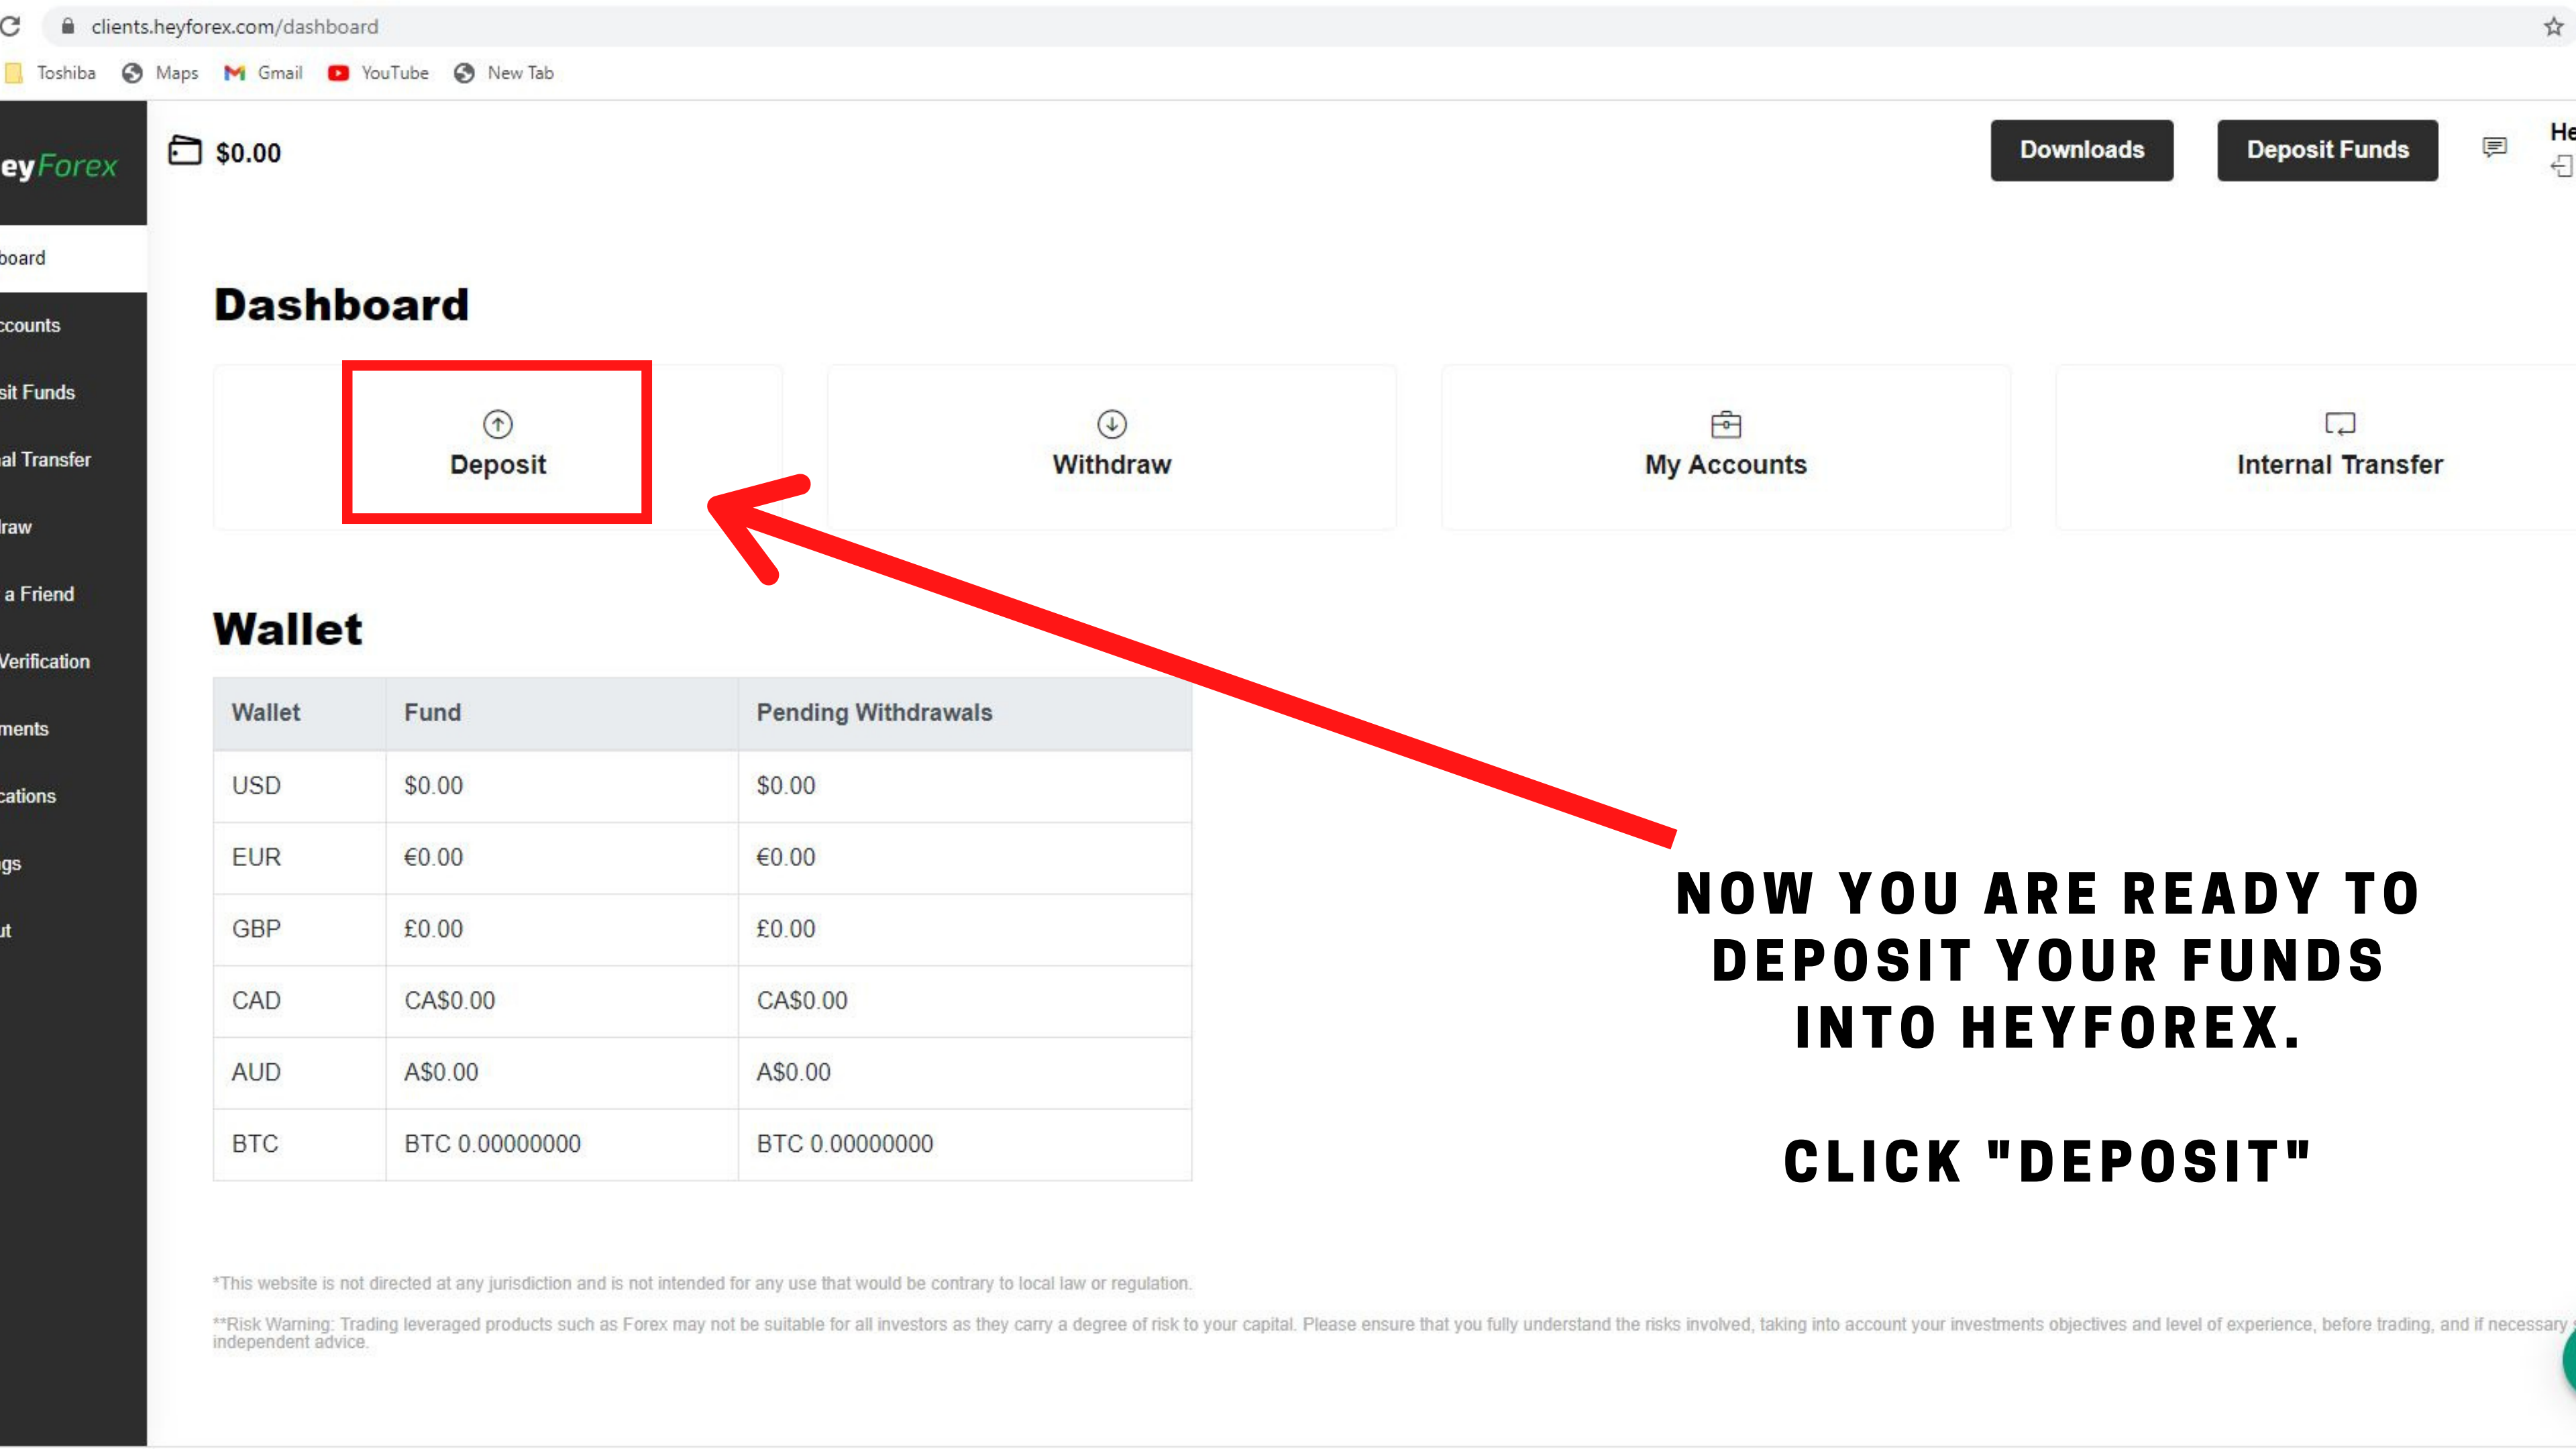 clients.heyforex.com/dashboard
Toshiba Maps Gmail YouTube New Tab
eyForex
$0.00
Downloads
Deposit Funds
He
board
Dashboard
ccounts
sit Funds
al Transfer
raw
a Friend
Verification
ments
cations
gs
ut
Deposit
Withdraw
My Accounts
Internal Transfer
Wallet
Wallet Fund Pending Withdrawals
USD $0.00 $0.00
EUR €0.00 €0.00
GBP £0.00 £0.00
CAD CA$0.00 CA$0.00
AUD A$0.00 A$0.00
BTC BTC 0.00000000 BTC 0.00000000
NOW YOU ARE READY TO
DEPOSIT YOUR FUNDS
INTO HEYFOREX.
CLICK "DEPOSIT"
*This website is not directed at any jurisdiction and is not intended for any use that would be contrary to local law or regulation.
**Risk Warning: Trading leveraged products such as Forex may not be suitable for all investors as they carry a degree of risk to your capital. Please ensure that you fully understand the risks involved, taking into account your investments objectives and level of experience, before trading, and if necessary
independent advice.